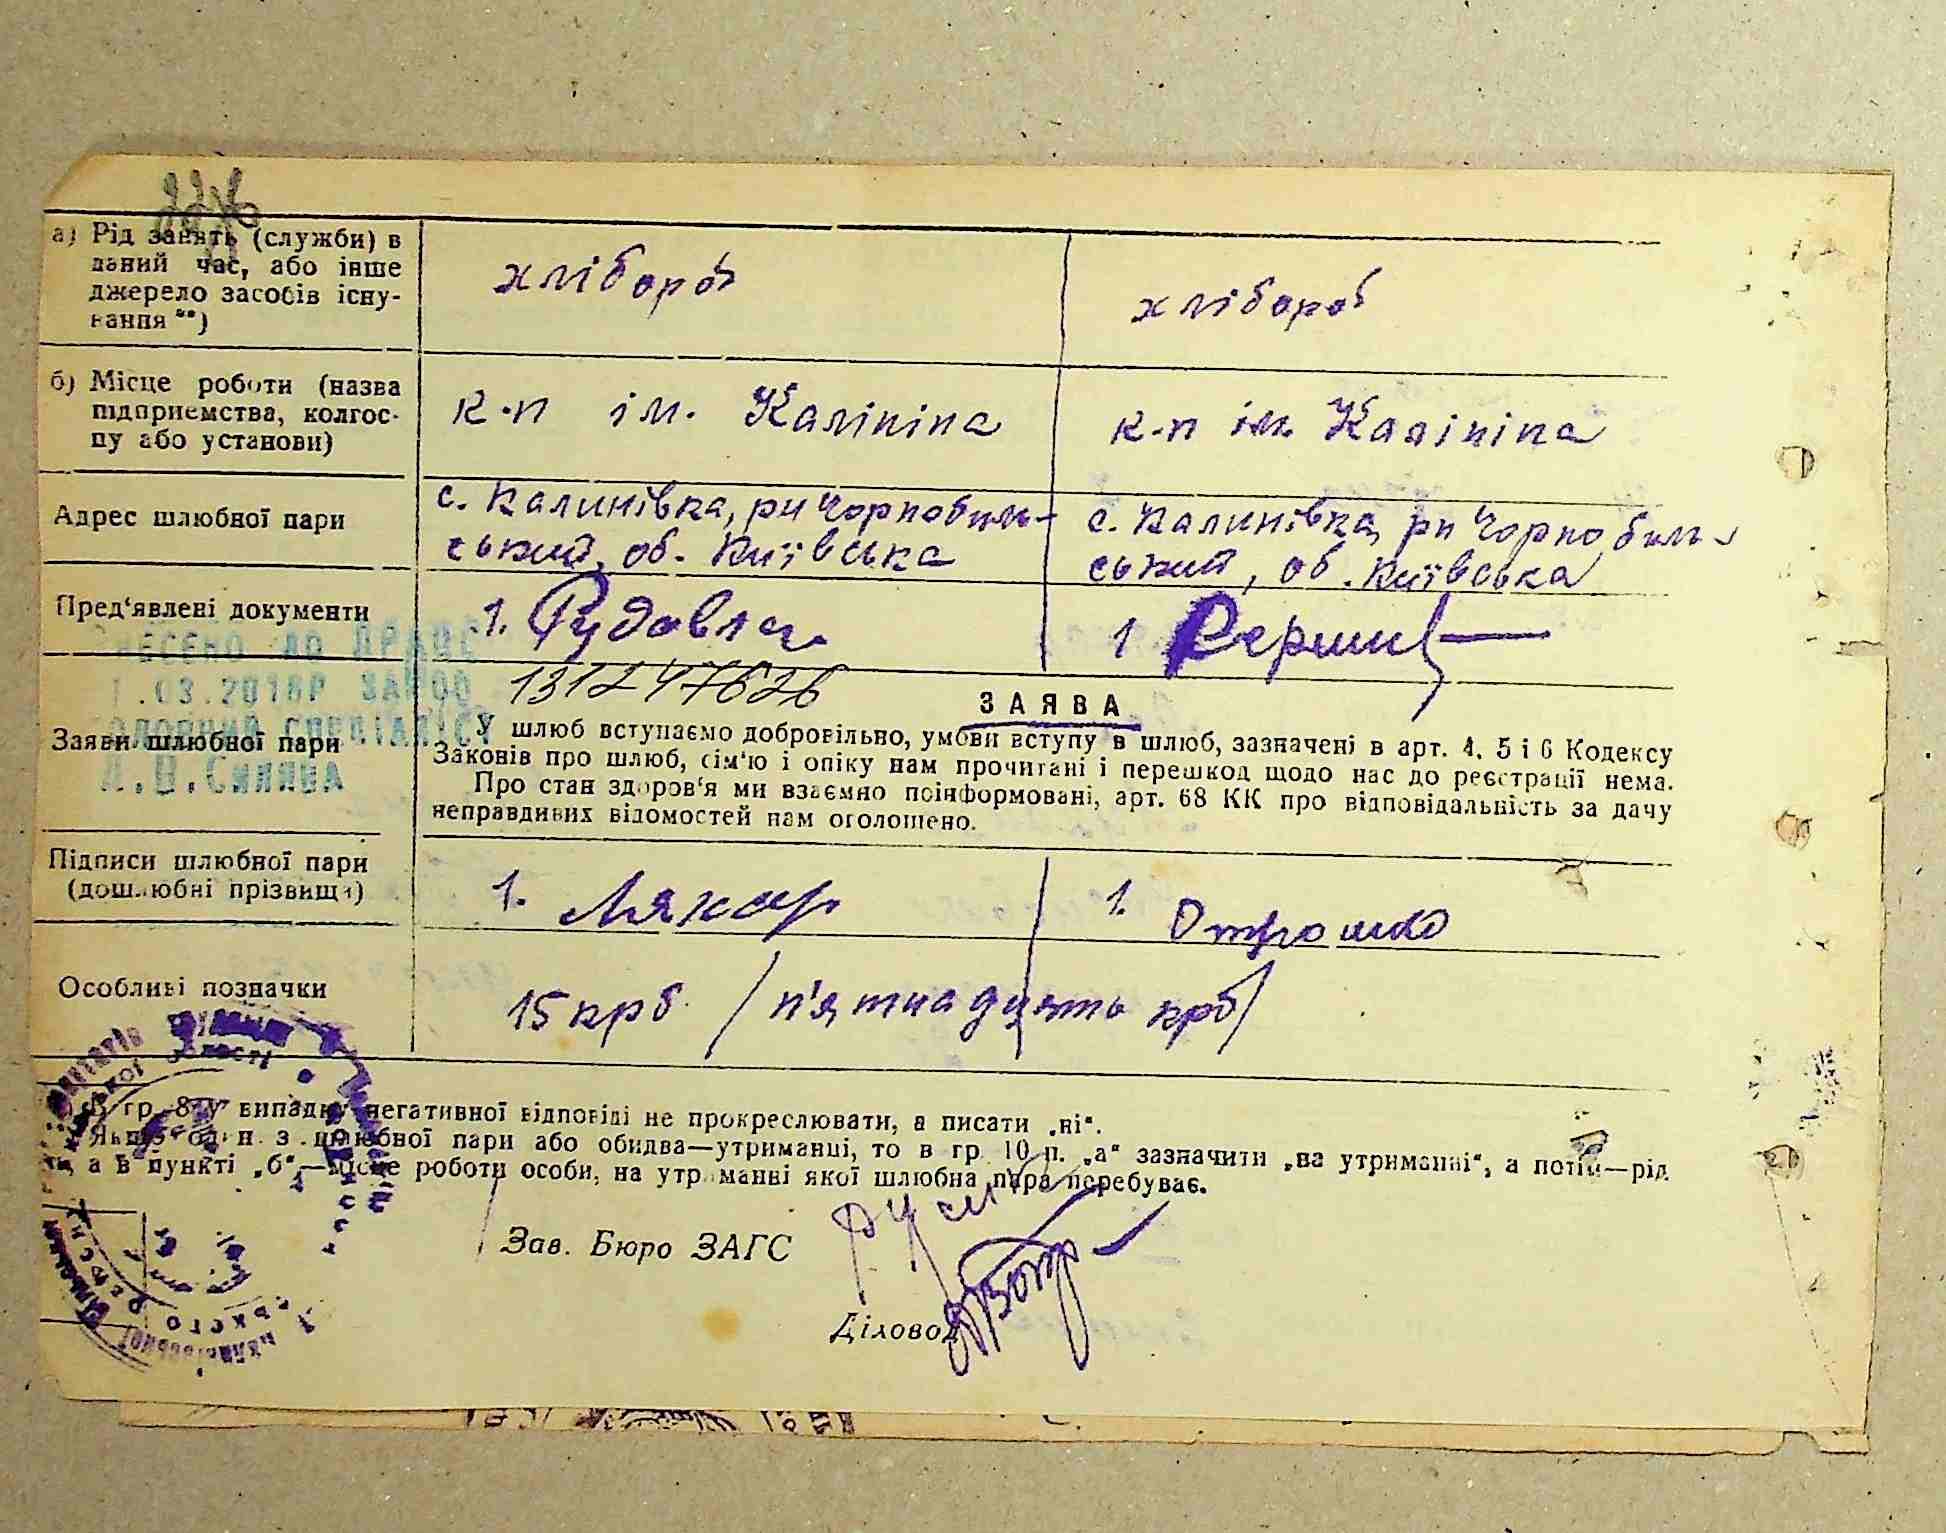 а) Рід занять (служби) в
даний час, або інше
джерело засобів існу-
вання **)
хлібороб
хлібороб
б) Місце роботи (назва
підприємства, колгос-
пу або установи)
к-п ім. Калініна
к-п ім. Калініна
Адрес шлюбної пари
с. Калинівка, рн Чорнобиль-
ський, об. Київська
с. Калинівка, рн Чорнобиль-
ський, об. Київська
Пред'явлені документи
1.
1
131247626
.03.2018р
Заяви шлюбної пари
ЗАЯВА
У шлюб вступаємо добровільно, умови вступу в шлюб, зазначені в арт. 4, 5 і 6 Кодексу
Законів про шлюб, сім'ю і опіку нам прочитані і перешкод щодо нас до реєстрації нема.
Про стан здоров'я ми взаємно поінформовані, арт. 68 КК про відповідальність за дачу
неправдивих відомостей нам оголошено.
Підписи шлюбної пари
(дошлюбні прізвища)
1. Лякар
1. Отрошко
Особливі позначки
15 крб /п'ятнадцять крб/
В гр. 8 у випадку негативної відповіді не прокреслювати, а писати „ні“.
Якщо один з шлюбної пари або обидва—утриманці, то в гр. 10 п. „а“ зазначити „на утриманні“, а потім—рід
а в пункті „б“,—місце роботи особи, на утриманні якої шлюбна пара перебуває.
Зав. Бюро ЗАГС
Діловод